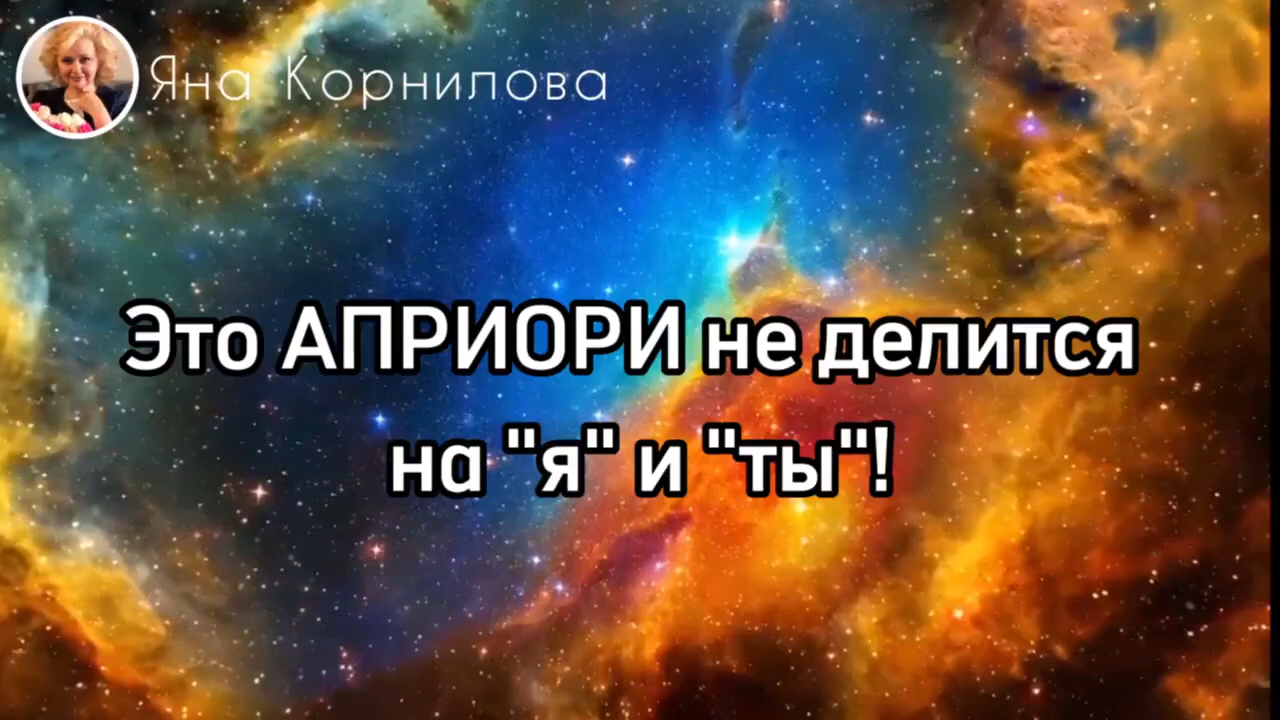 Яна Корнилова
Это АПРИОРИ не делится
на "я" и "ты"!